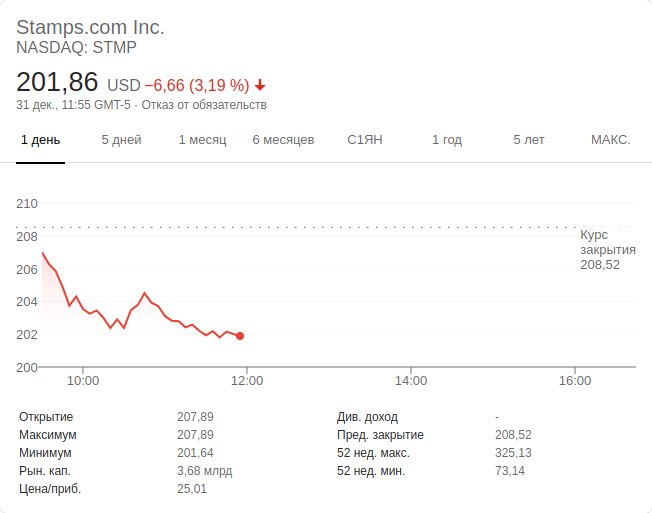 Stamps.com Inc.
NASDAQ: STMP
201,86 USD −6,66 (3,19 %)
31 дек., 11:55 GMT-5 · Отказ от обязательств
1 день 5 дней 1 месяц 6 месяцев С1ЯН 1 год 5 лет МАКС.
210
208
206
204
202
200
Курс
закрытия
208,52
10:00 12:00 14:00 16:00
Открытие 207,89 Див. доход -
Максимум 207,89 Пред. закрытие 208,52
Минимум 201,64 52 нед. макс. 325,13
Рын. кап. 3,68 млрд 52 нед. мин. 73,14
Цена/приб. 25,01